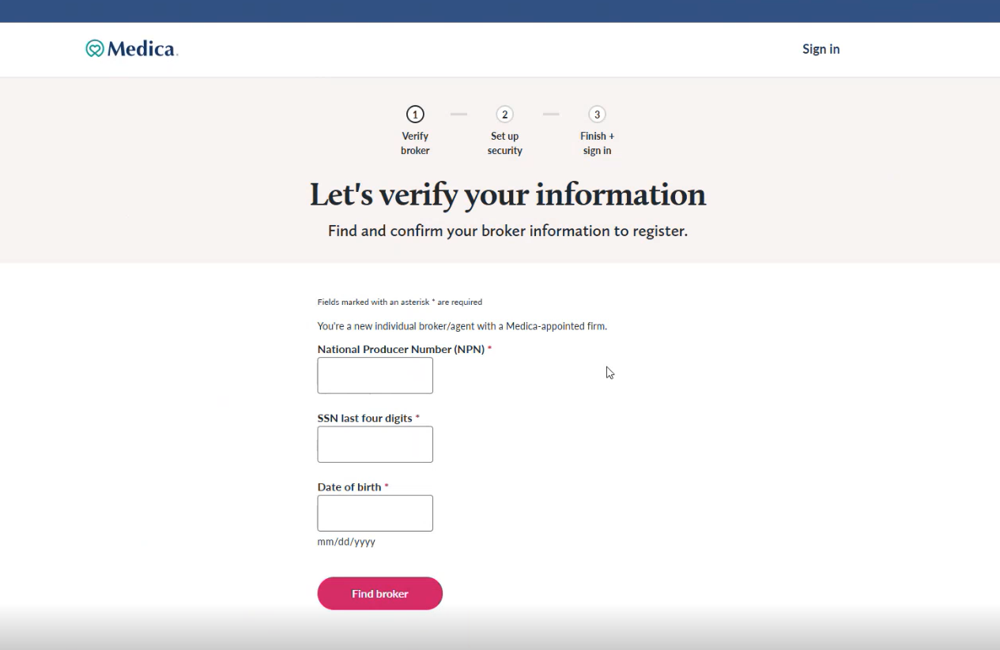 Medica.
Sign in
1
2
3
Verify
broker
Set up
security
Finish +
sign in
Let's verify your information
Find and confirm your broker information to register.
Fields marked with an asterisk * are required
You're a new individual broker/agent with a Medica-appointed firm.
National Producer Number (NPN) *
SSN last four digits *
Date of birth *
mm/dd/yyyy
Find broker